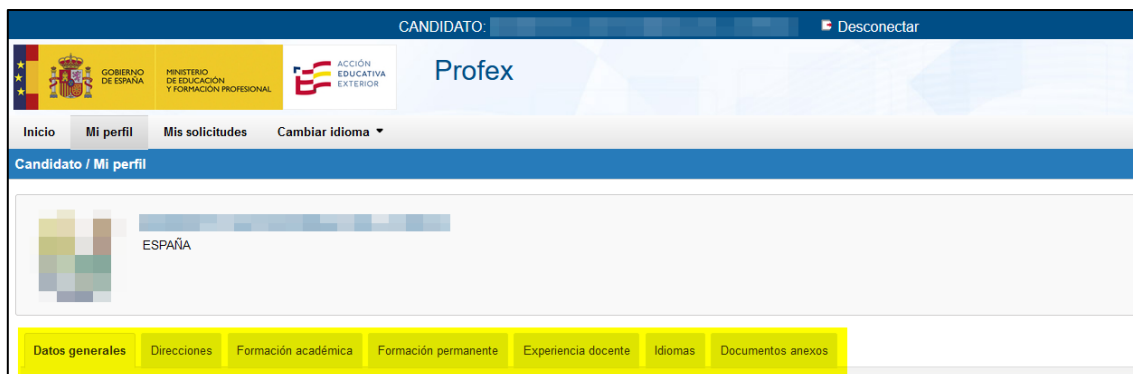 CANDIDATO:
Desconectar
GOBIERNO
DE ESPAÑA
MINISTERIO
DE EDUCACIÓN
Y FORMACIÓN PROFESIONAL
ACCIÓN
EDUCATIVA
EXTERIOR
Profex
Inicio Mi perfil Mis solicitudes Cambiar idioma
Candidato / Mi perfil
ESPAÑA
Datos generales Direcciones Formación académica Formación permanente Experiencia docente Idiomas Documentos anexos